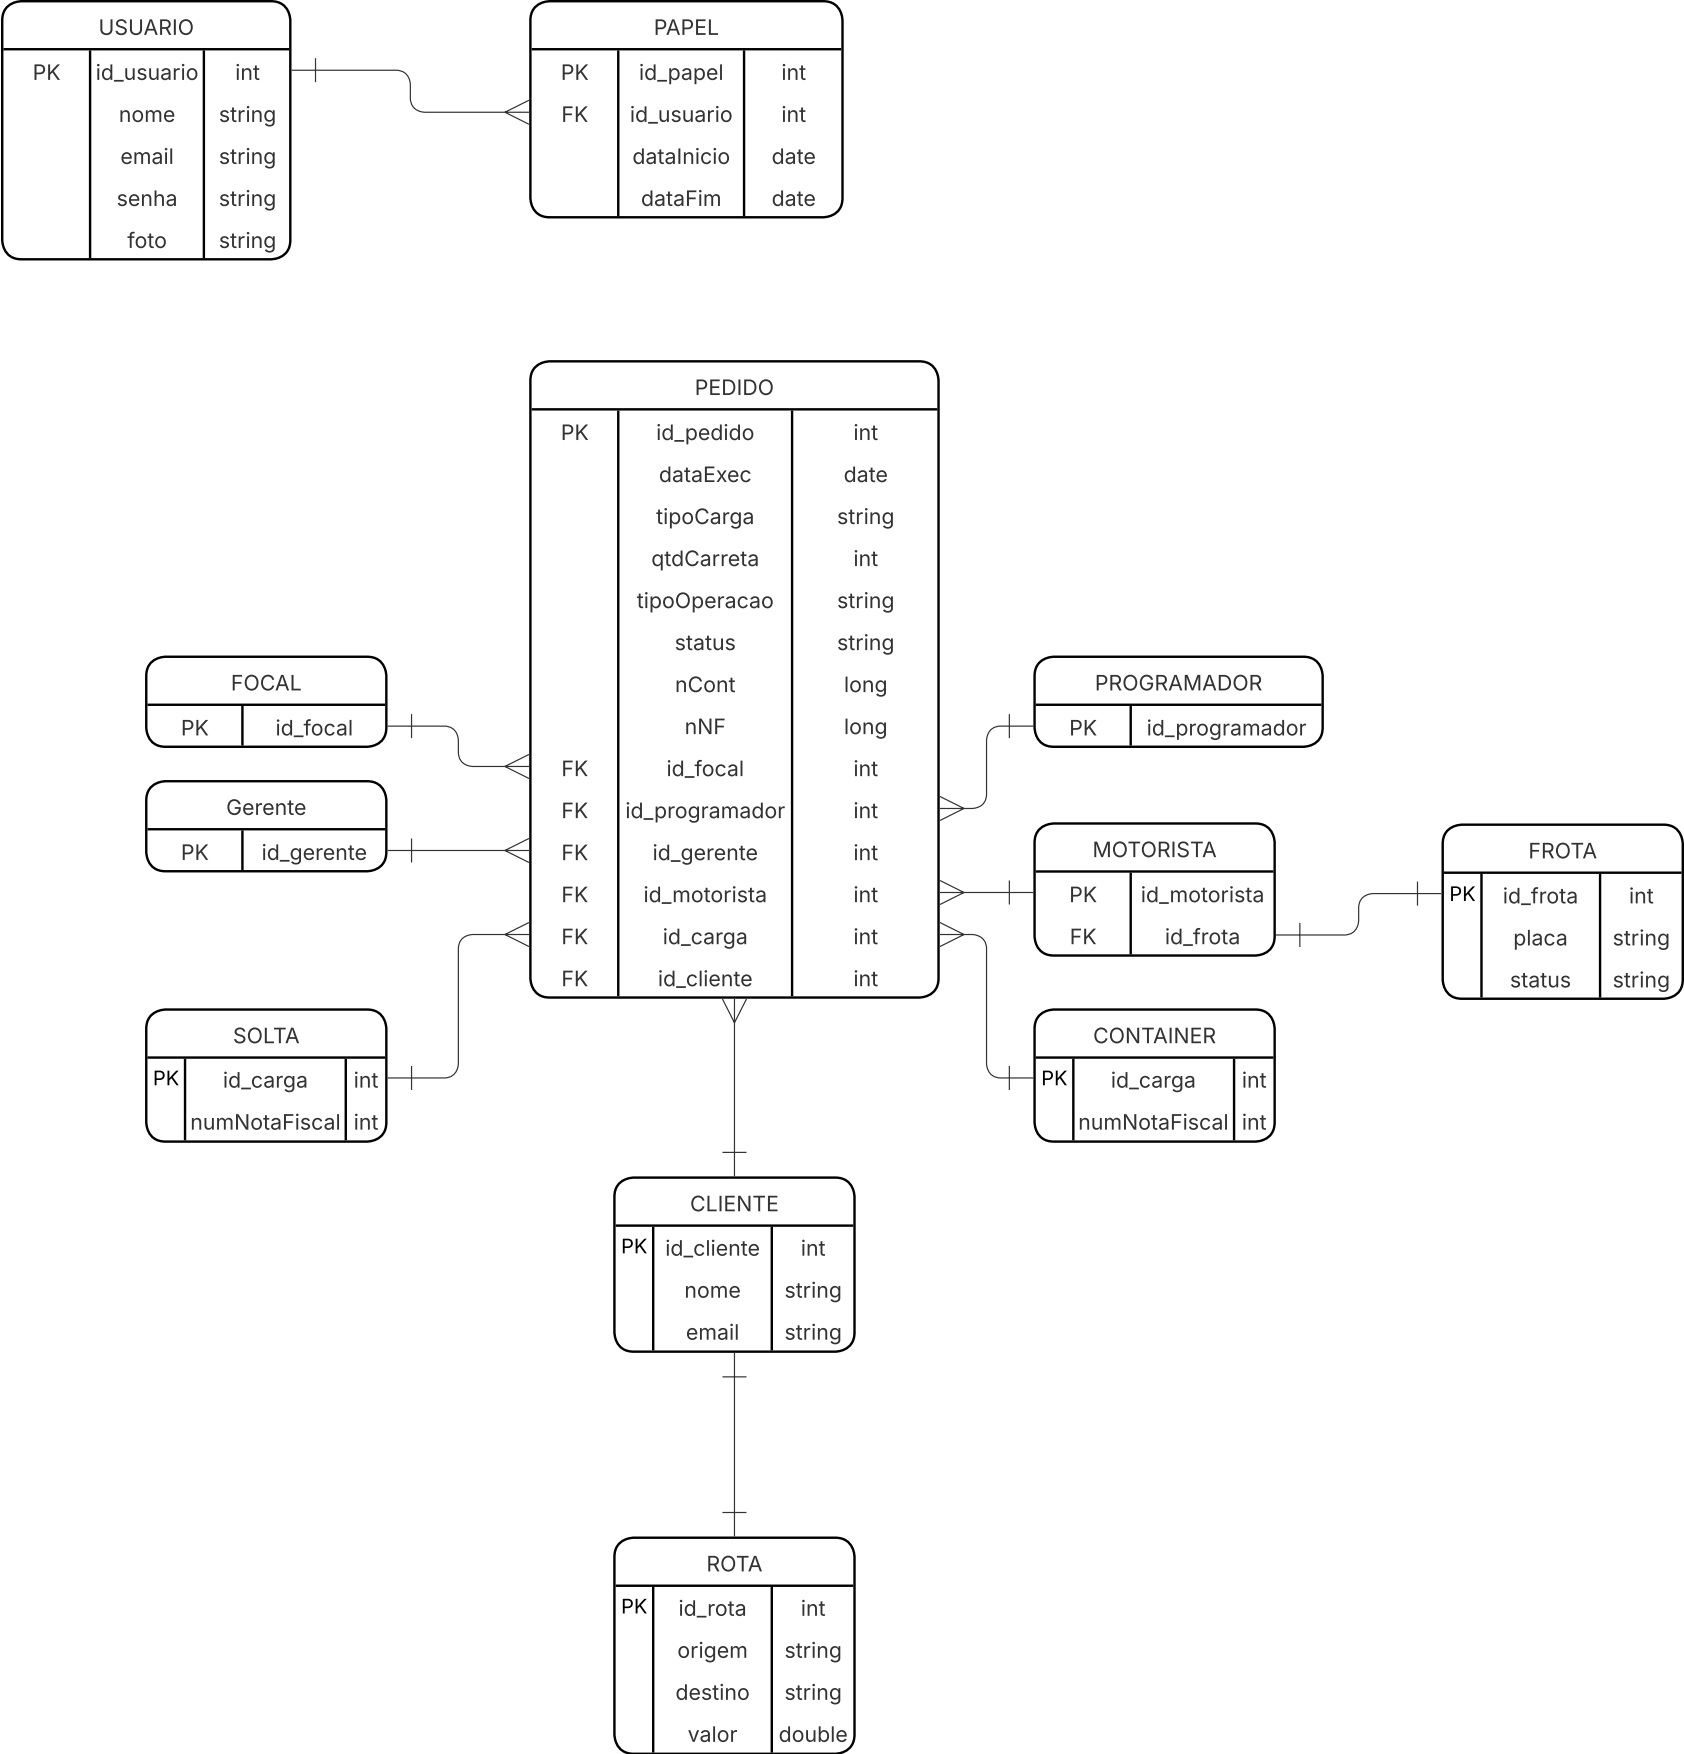 USUARIO
PK id_usuario int
nome string
email string
senha string
foto string
PAPEL
PK id_papel int
FK id_usuario int
dataInicio date
dataFim date
PEDIDO
PK id_pedido int
dataExec date
tipoCarga string
qtdCarreta int
tipoOperacao string
status string
nCont long
nNF long
FK id_focal int
FK id_programador int
FK id_gerente int
FK id_motorista int
FK id_carga int
FK id_cliente int
FOCAL
PK id_focal
Gerente
PK id_gerente
PROGRAMADOR
PK id_programador
MOTORISTA
PK id_motorista
FK id_frota
FROTA
PK id_frota int
placa string
status string
SOLTA
PK id_carga int
numNotaFiscal int
CONTAINER
PK id_carga int
numNotaFiscal int
CLIENTE
PK id_cliente int
nome string
email string
ROTA
PK id_rota int
origem string
destino string
valor double